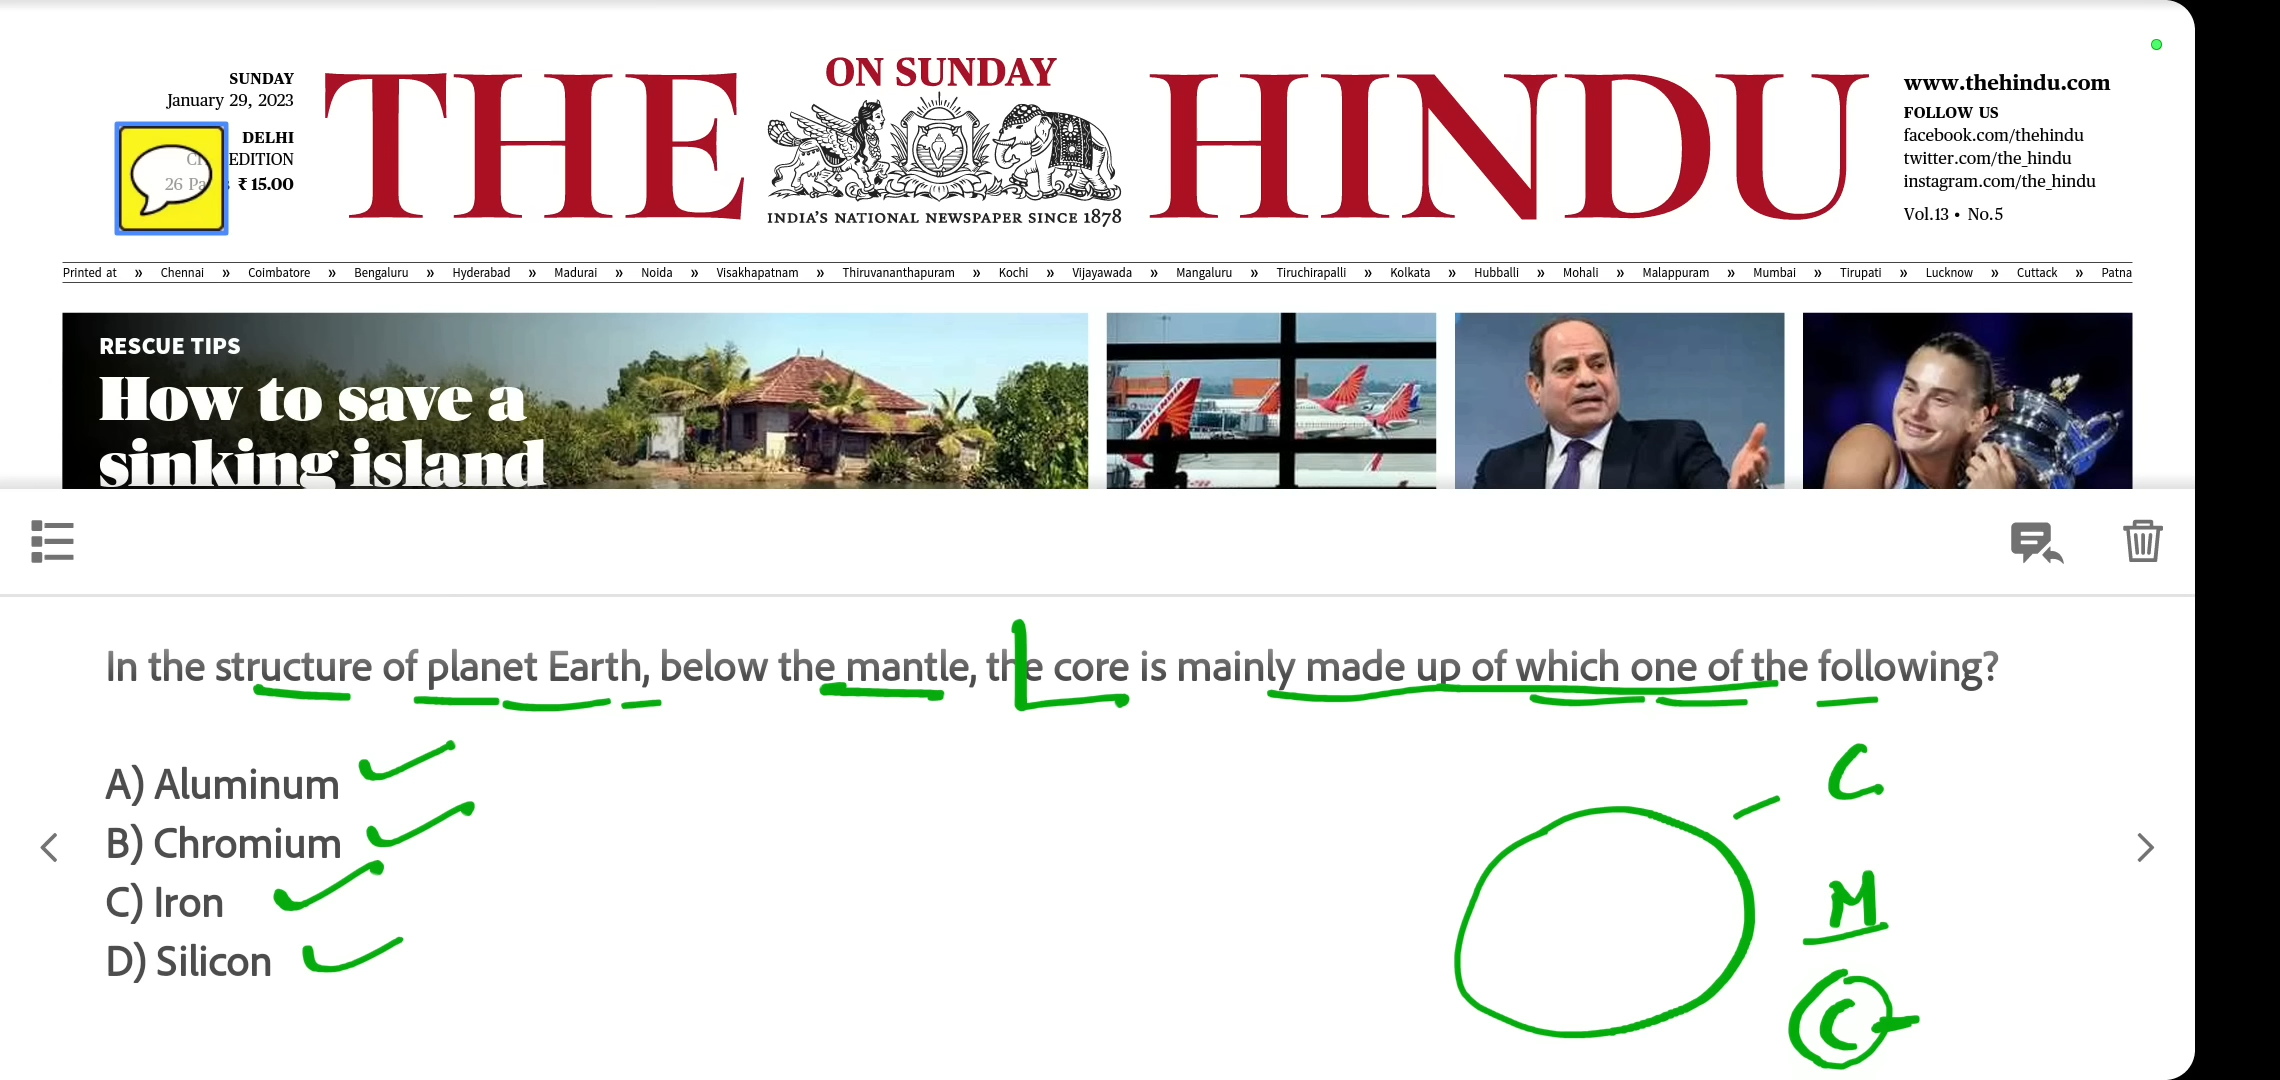 SUNDAY
January 29, 2023
DELHI
EDITION
₹ 15.00
THE HINDU
ON SUNDAY
INDIA'S NATIONAL NEWSPAPER SINCE 1878
www.thehindu.com
FOLLOW US
facebook.com/thehindu
twitter.com/the_hindu
instagram.com/the_hindu
Vol.13 • No.5
Printed at » Chennai » Coimbatore » Bengaluru » Hyderabad » Madurai » Noida » Visakhapatnam » Thiruvananthapuram » Kochi » Vijayawada » Mangaluru » Tiruchirapalli » Kolkata » Hubballi » Mohali » Malappuram » Mumbai » Tirupati » Lucknow » Cuttack » Patna
RESCUE TIPS
How to save a
sinking island
In the structure of planet Earth, below the mantle, the core is mainly made up of which one of the following?
A) Aluminum
B) Chromium
C) Iron
D) Silicon
C
M
C